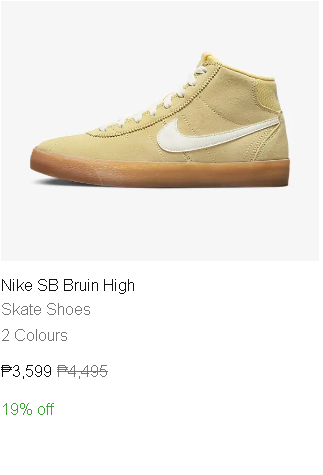 Nike SB Bruin High
Skate Shoes
2 Colours
₱3,599 ₱4,495
19% off